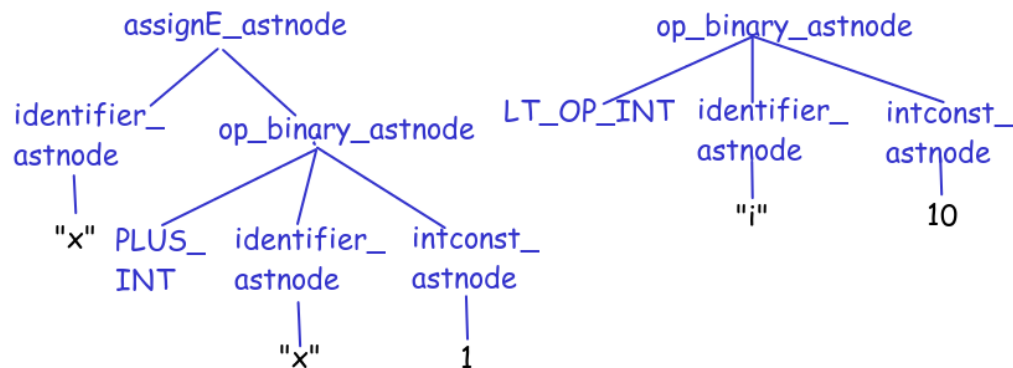 assignE_astnode
op_binary_astnode
identifier_
astnode
op_binary_astnode
LT_OP_INT
identifier_
astnode
intconst_
astnode
"x"
PLUS_
INT
identifier_
astnode
intconst_
astnode
"i"
10
"x"
1